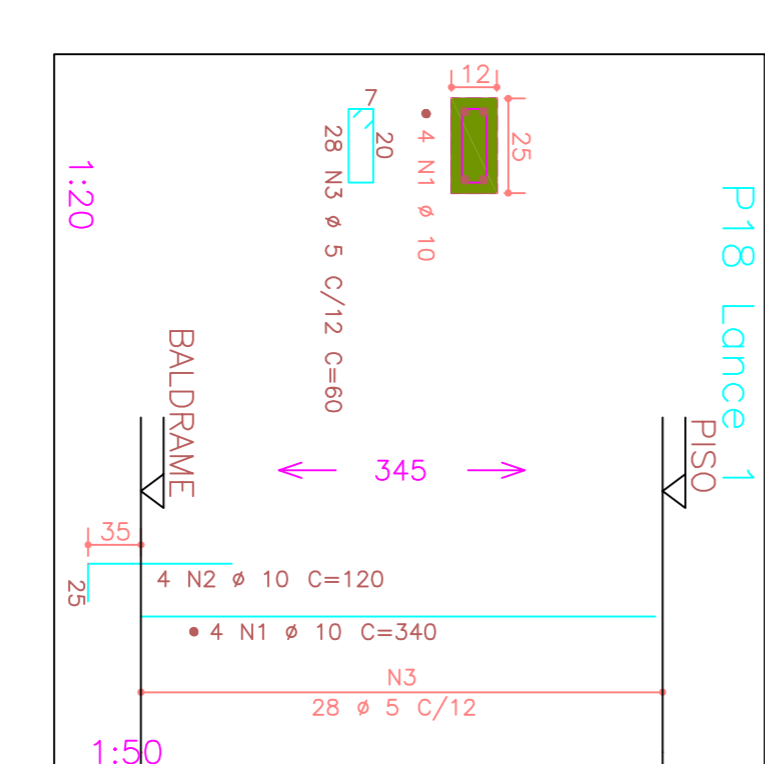 P18 Lance 1
12
25
• 4 N1 ø 10
7
20
28 N3 ø 5 C/12 C=60
1:20
BALDRAME
PISO
345
35
25
4 N2 ø 10 C=120
• 4 N1 ø 10 C=340
N3
28 ø 5 C/12
1:50